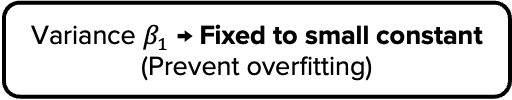 Variance β₁ → Fixed to small constant
(Prevent overfitting)